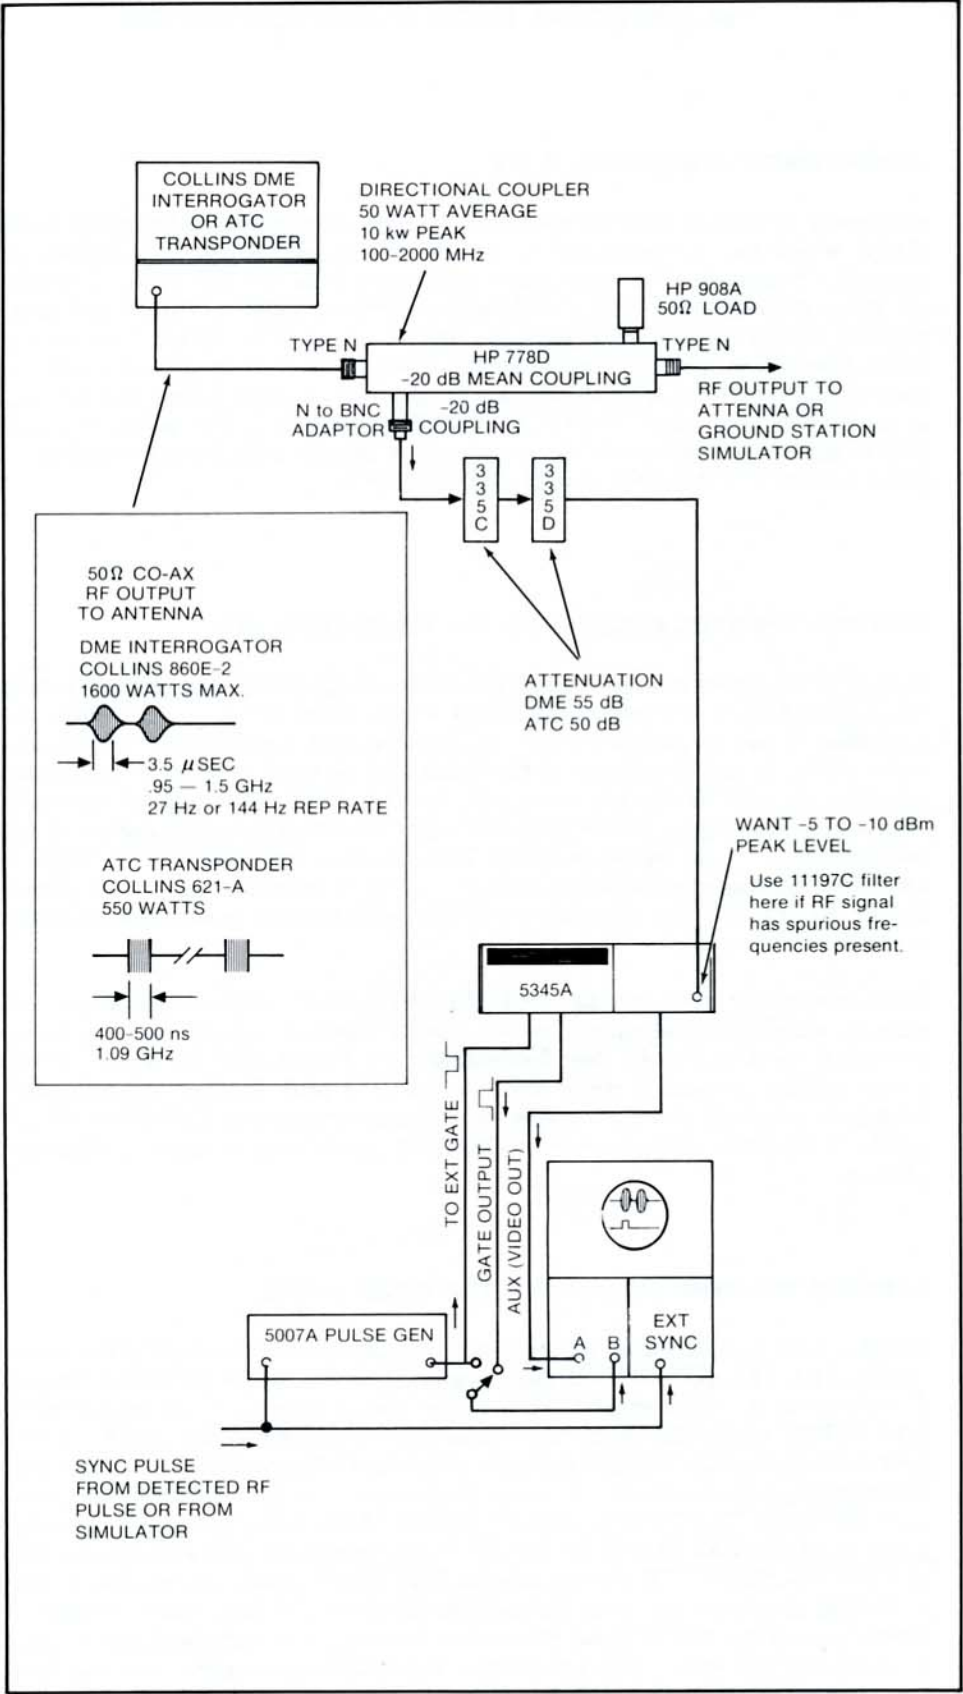 COLLINS DME
INTERROGATOR
OR ATC
TRANSPONDER
DIRECTIONAL COUPLER
50 WATT AVERAGE
10 kw PEAK
100-2000 MHz
HP 908A
50Ω LOAD
TYPE N
HP 778D
-20 dB MEAN COUPLING
TYPE N
N to BNC
ADAPTOR
-20 dB
COUPLING
RF OUTPUT TO
ATTENNA OR
GROUND STATION
SIMULATOR
335C
335D
50Ω CO-AX
RF OUTPUT
TO ANTENNA
DME INTERROGATOR
COLLINS 860E-2
1600 WATTS MAX.
3.5 μSEC
.95 — 1.5 GHz
27 Hz or 144 Hz REP RATE
ATC TRANSPONDER
COLLINS 621-A
550 WATTS
400-500 ns
1.09 GHz
ATTENUATION
DME 55 dB
ATC 50 dB
WANT -5 TO -10 dBm
PEAK LEVEL
Use 11197C filter
here if RF signal
has spurious fre-
quencies present.
5345A
TO EXT GATE
GATE OUTPUT
AUX (VIDEO OUT)
5007A PULSE GEN
A
B
EXT
SYNC
SYNC PULSE
FROM DETECTED RF
PULSE OR FROM
SIMULATOR